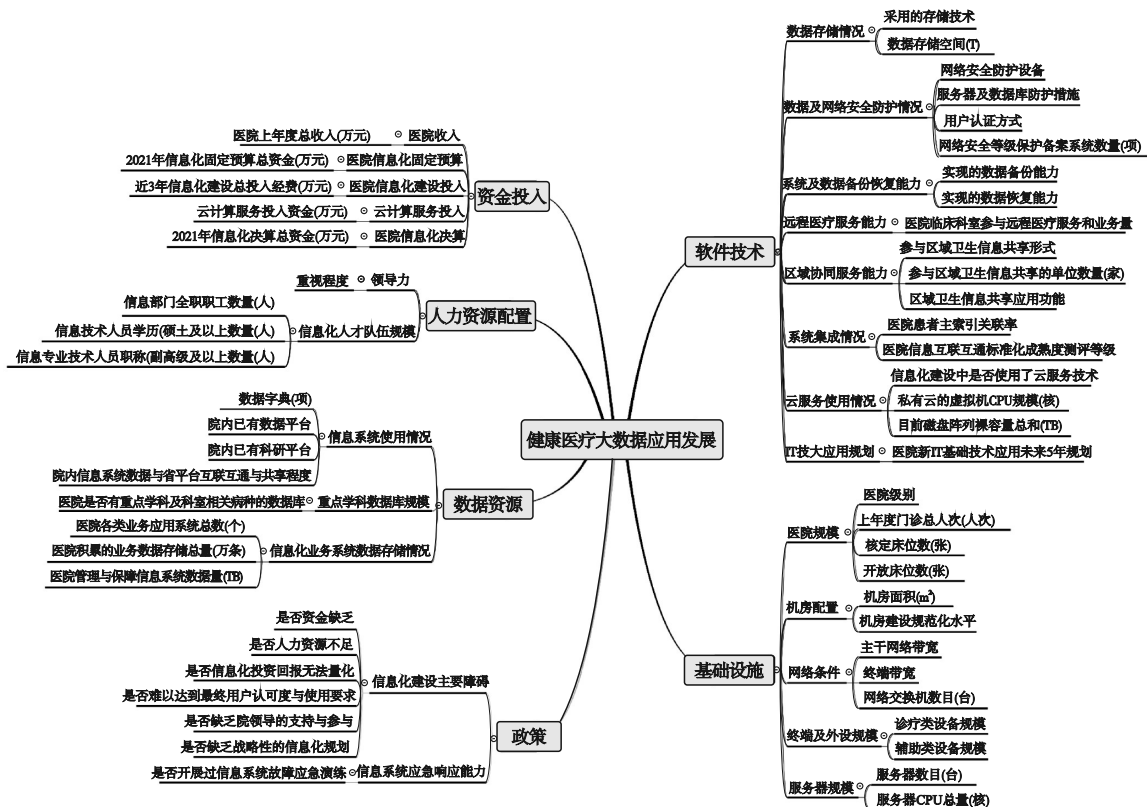 健康医疗大数据应用发展
资金投入
医院收入
医院上年度总收入(万元)
医院信息化固定预算
2021年信息化固定预算总资金(万元)
医院信息化建设投入
近3年信息化建设总投入经费(万元)
云计算服务投入
云计算服务投入资金(万元)
医院信息化决算
2021年信息化决算总资金(万元)
人力资源配置
领导力
重视程度
信息化人才队伍规模
信息部门全职职工数量(人)
信息技术人员学历(硕士及以上数量(人)
信息专业技术人员职称(副高级及以上数量(人)
数据资源
信息系统使用情况
数据字典(项)
院内已有数据平台
院内已有科研平台
院内信息系统数据与省平台互联互通与共享程度
重点学科数据库规模
医院是否有重点学科及科室相关病种的数据库
信息化业务系统数据存储情况
医院各类业务应用系统总数(个)
医院积累的业务数据存储总量(万条)
医院管理与保障信息系统数据量(TB)
政策
信息化建设主要障碍
是否资金缺乏
是否人力资源不足
是否信息化投资回报无法量化
是否难以达到最终用户认可度与使用要求
是否缺乏院领导的支持与参与
是否缺乏战略性的信息化规划
信息系统应急响应能力
是否开展过信息系统故障应急演练
软件技术
数据存储情况
采用的存储技术
数据存储空间(T)
数据及网络安全防护情况
网络安全防护设备
服务器及数据库防护措施
用户认证方式
网络安全等级保护备案系统数量(项)
系统及数据备份恢复能力
实现的数据备份能力
实现的数据恢复能力
远程医疗服务能力
医院临床科室参与远程医疗服务和业务量
区域协同服务能力
参与区域卫生信息共享形式
参与区域卫生信息共享的单位数量(家)
区域卫生信息共享应用功能
系统集成情况
医院患者主索引关联率
医院信息互联互通标准化成熟度测评等级
云服务使用情况
信息化建设中是否使用了云服务技术
私有云的虚拟机CPU规模(核)
目前磁盘阵列裸容量总和(TB)
IT技大应用规划
医院新IT基础技术应用未来5年规划
基础设施
医院规模
医院级别
上年度门诊总人次(人次)
核定床位数(张)
开放床位数(张)
机房配置
机房面积(m²)
机房建设规范化水平
网络条件
主干网络带宽
终端带宽
网络交换机数目(台)
终端及外设规模
诊疗类设备规模
辅助类设备规模
服务器规模
服务器数目(台)
服务器CPU总量(核)